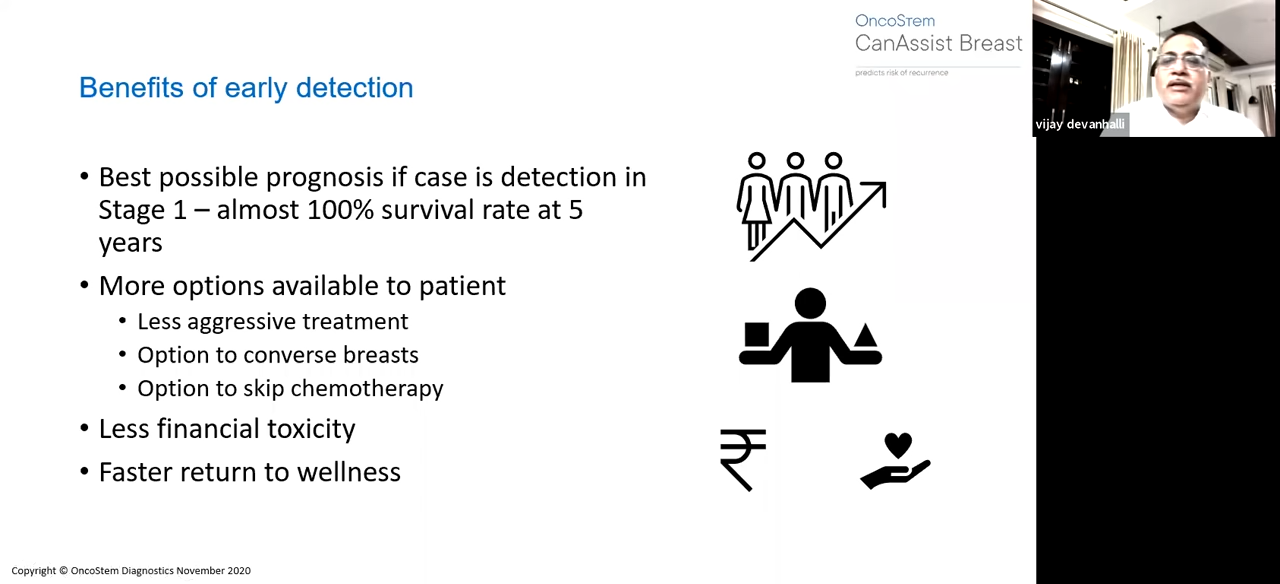 OncoStem
CanAssist Breast
predicts risk of recurrence
vijay devanhalli
Benefits of early detection
• Best possible prognosis if case is detection in
Stage 1 – almost 100% survival rate at 5
years
• More options available to patient
• Less aggressive treatment
• Option to converse breasts
• Option to skip chemotherapy
• Less financial toxicity
• Faster return to wellness
₹
Copyright © OncoStem Diagnostics November 2020